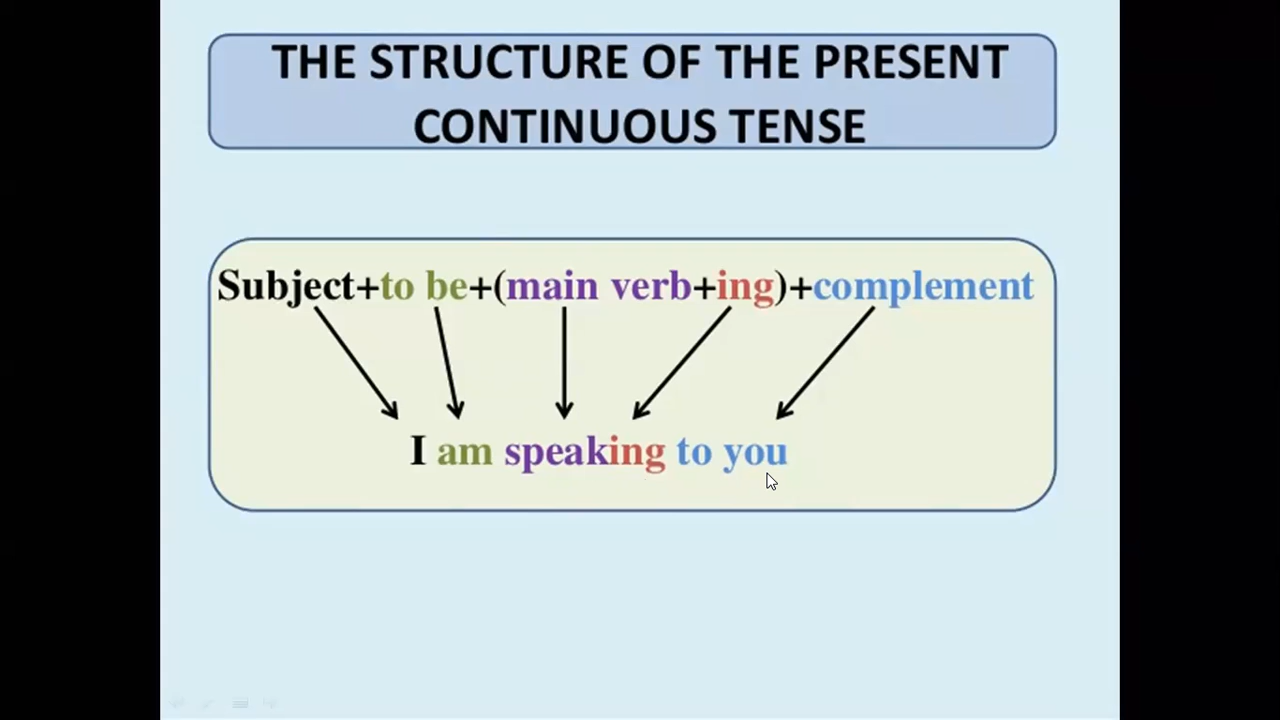 THE STRUCTURE OF THE PRESENT
CONTINUOUS TENSE
Subject+to be+(main verb+ing)+complement
I am speaking to you